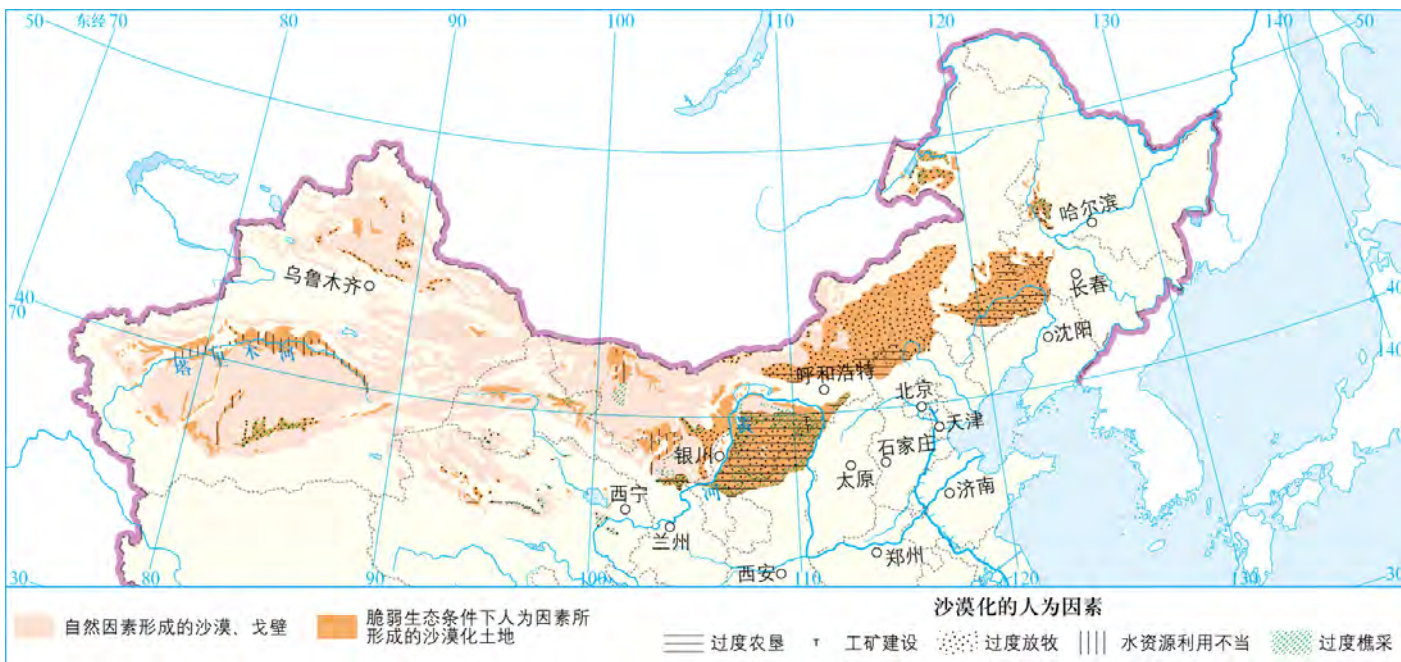 50 东经70 80 90 100 110 120 130 140 50
哈尔滨
乌鲁木齐
长春
40
70
40
沈阳
140
塔里木河
呼和浩特
北京
天津
黄
银川
石家庄
太原
河
济南
西宁
兰州
郑州
西安
30 80 90 100 110 120 130 30
沙漠化的人为因素
自然因素形成的沙漠、戈壁
脆弱生态条件下人为因素所
形成的沙漠化土地
过度农垦 T 工矿建设 过度放牧 水资源利用不当 过度樵采